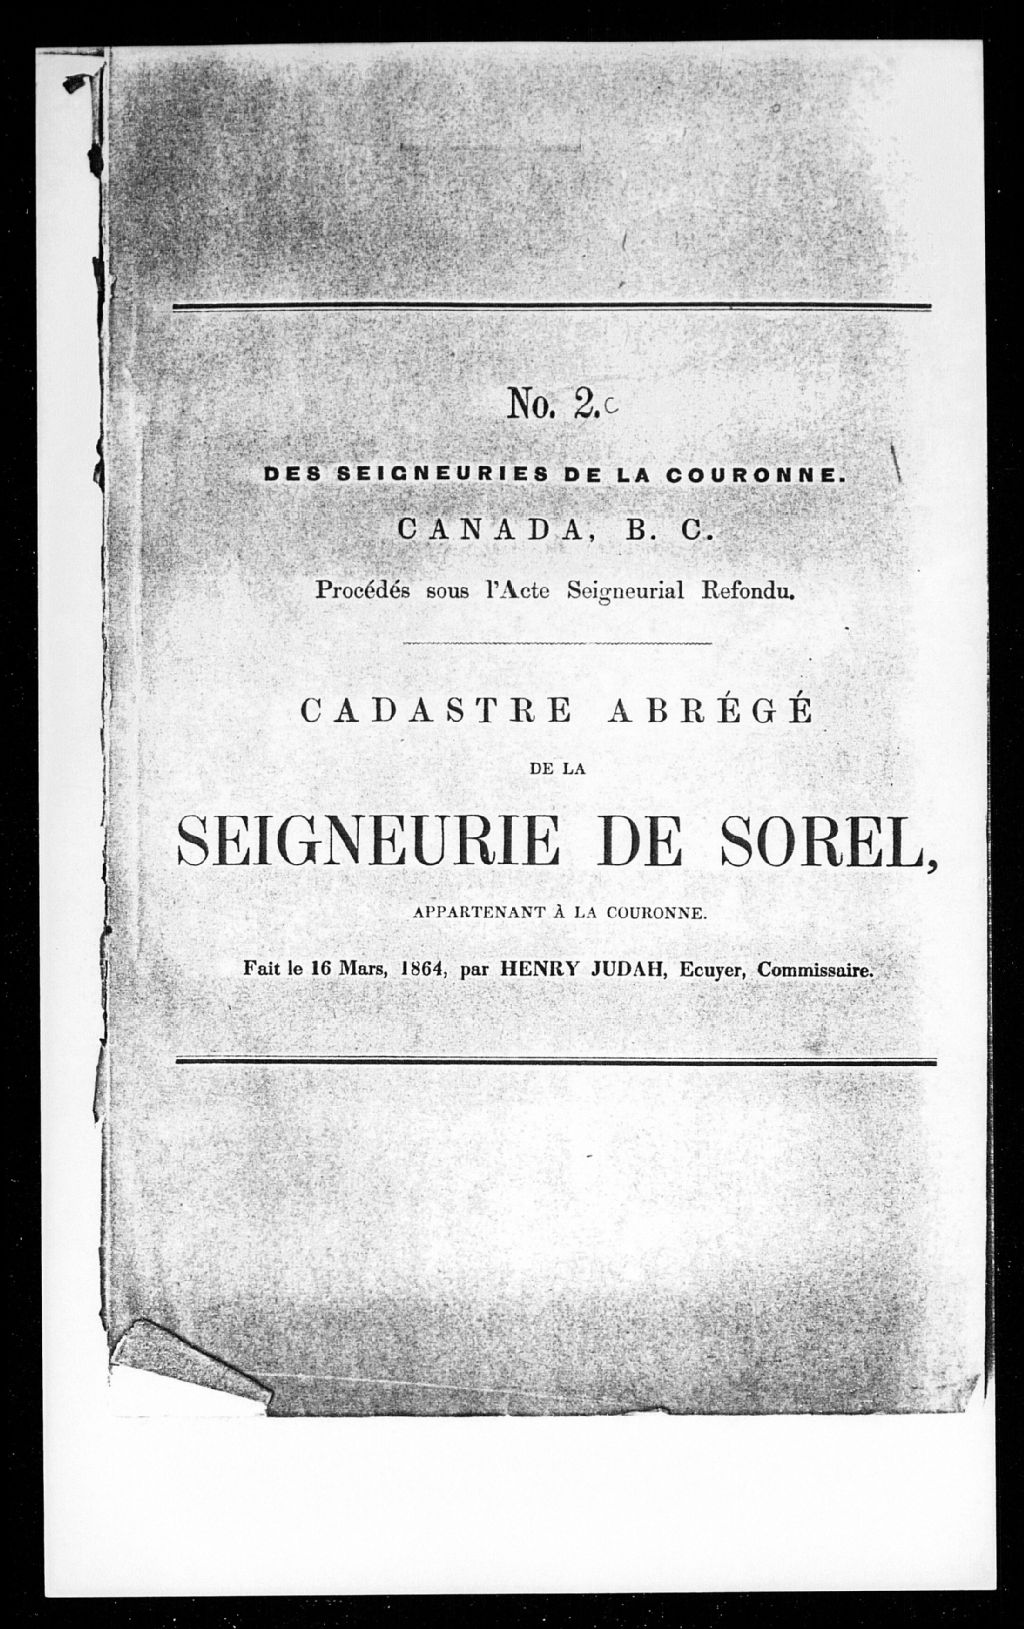 No. 2.c
DES SEIGNEURIES DE LA COURONNE.
CANADA, B. C.
Procédés sous l'Acte Seigneurial Refondu.
CADASTRE ABRÉGÉ
DE LA
SEIGNEURIE DE SOREL,
APPARTENANT À LA COURONNE.
Fait le 16 Mars, 1864, par HENRY JUDAH, Ecuyer, Commissaire.